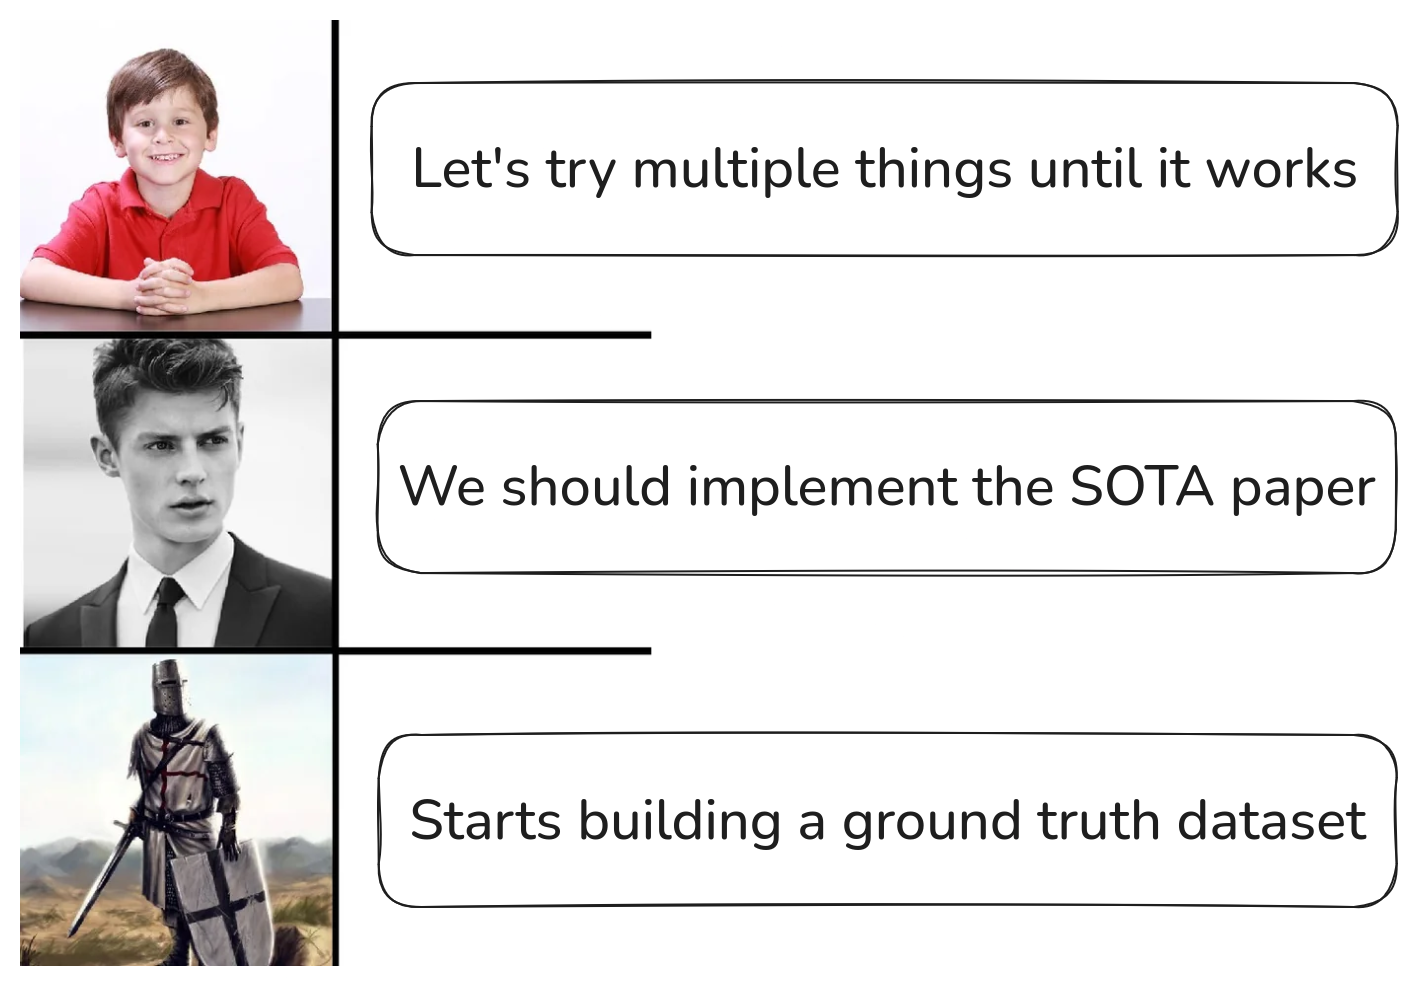 Let's try multiple things until it works
We should implement the SOTA paper
Starts building a ground truth dataset